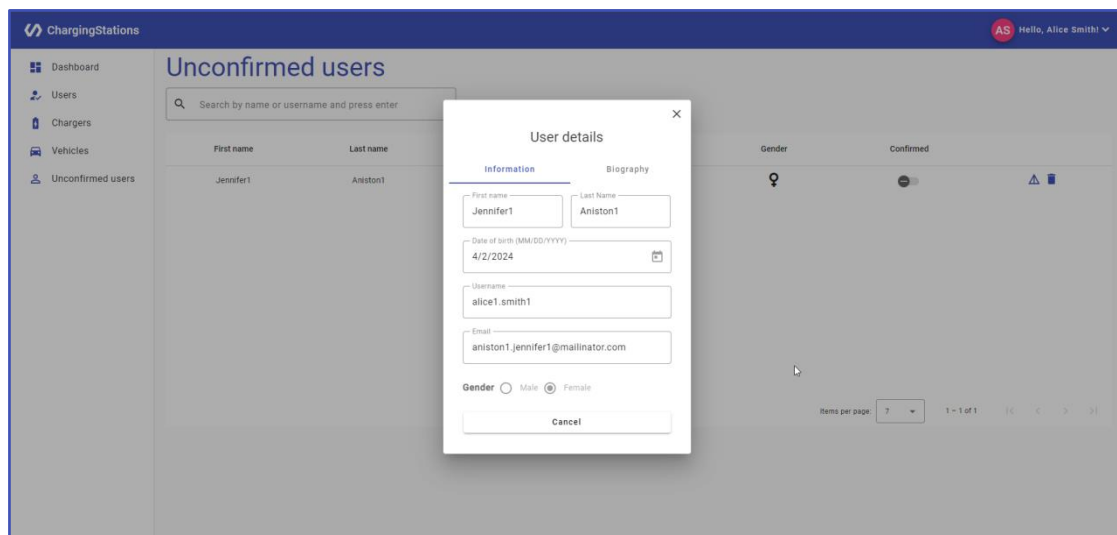 ChargingStations
AS Hello, Alice Smith!
Dashboard
Users
Chargers
Vehicles
Unconfirmed users
Unconfirmed users
Search by name or username and press enter
First name Last name Gender Confirmed
Jennifer1 Aniston1
User details
Information Biography
First name Last Name
Jennifer1 Aniston1
Date of birth (MM/DD/YYYY)
4/2/2024
Username
alice1.smith1
Email
aniston1.jennifer1@mailinator.com
Gender Male Female
Cancel
Items per page: 7 1 – 1 of 1